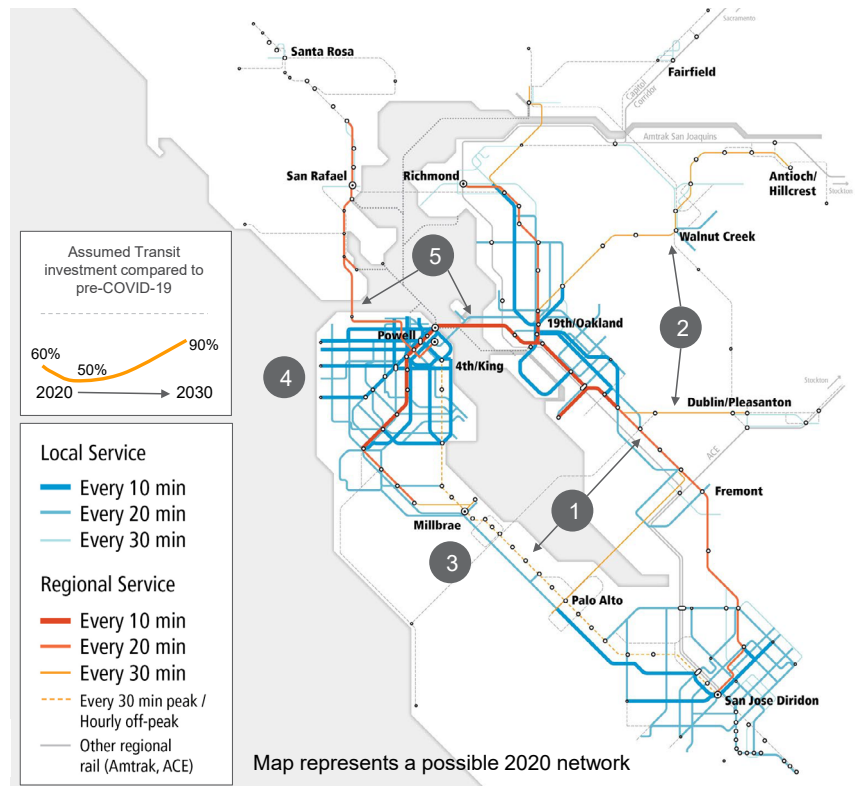 Sacramento
Santa Rosa
Fairfield
Capitol
Corridor
Amtrak San Joaquins
San Rafael
Richmond
Antioch/
Hillcrest
Stockton
Walnut Creek
Assumed Transit
investment compared to
pre-COVID-19
60%
50%
90%
2020
2030
5
2
Powell
19th/Oakland
4th/King
4
Stockton
Dublin/Pleasanton
ACE
Local Service
Every 10 min
Every 20 min
Every 30 min
Regional Service
Every 10 min
Every 20 min
Every 30 min
Every 30 min peak /
Hourly off-peak
Other regional
rail (Amtrak, ACE)
Fremont
1
Millbrae
3
Palo Alto
San Jose Diridon
Map represents a possible 2020 network